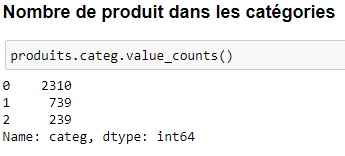 Nombre de produit dans les catégories
produits.categ.value_counts()
0    2310
1     739
2     239
Name: categ, dtype: int64